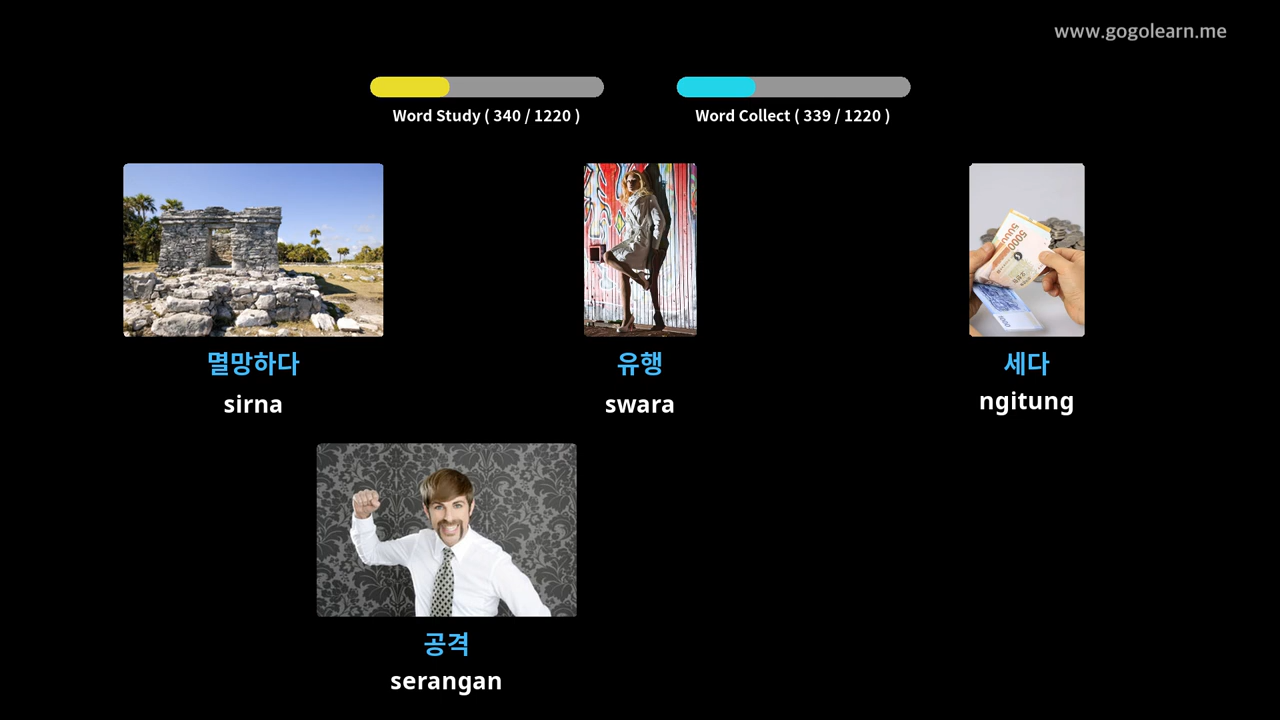 www.gogolearn.me
Word Study ( 340 / 1220 )
Word Collect ( 339 / 1220 )
멸망하다
sirna
유행
swara
세다
ngitung
공격
serangan